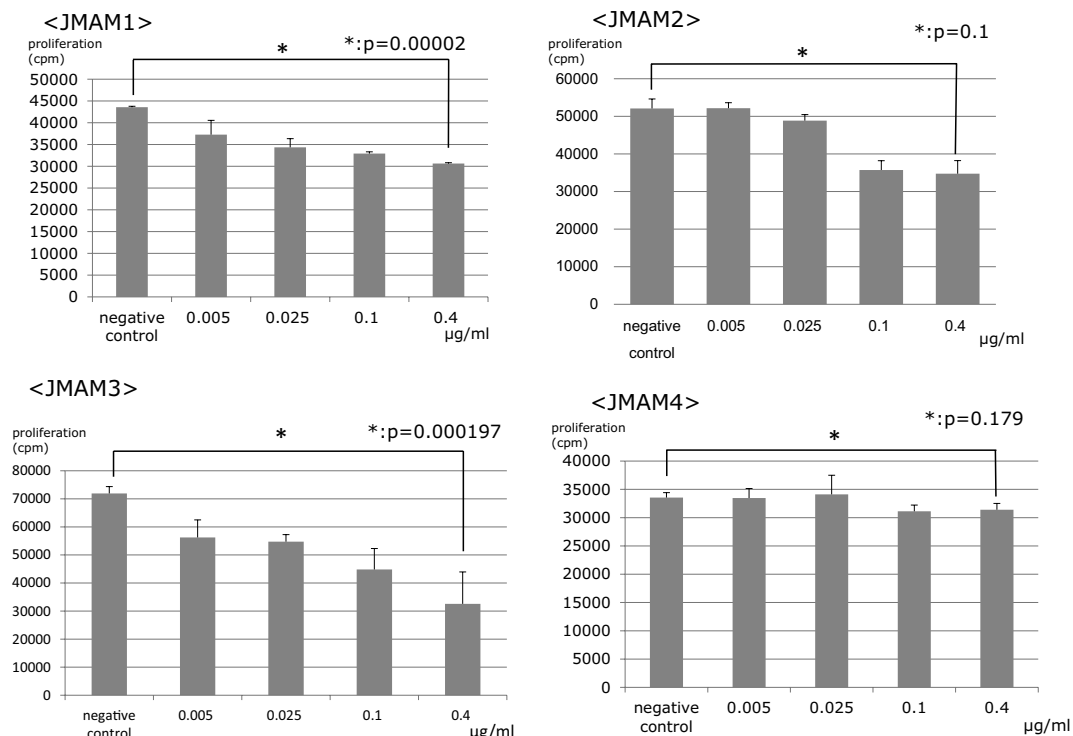 <JMAM1>
proliferation
(cpm)
*
*:p=0.00002
50000
45000
40000
35000
30000
25000
20000
15000
10000
5000
0
negative
control
0.005
0.025
0.1
0.4
µg/ml
<JMAM2>
proliferation
(cpm)
*
*:p=0.1
60000
50000
40000
30000
20000
10000
0
negative
control
0.005
0.025
0.1
0.4
µg/ml
<JMAM3>
proliferation
(cpm)
*
*:p=0.000197
80000
70000
60000
50000
40000
30000
20000
10000
0
negative
control
0.005
0.025
0.1
0.4
µg/ml
<JMAM4>
proliferation
(cpm)
*
*:p=0.179
40000
35000
30000
25000
20000
15000
10000
5000
0
negative
control
0.005
0.025
0.1
0.4
µg/ml